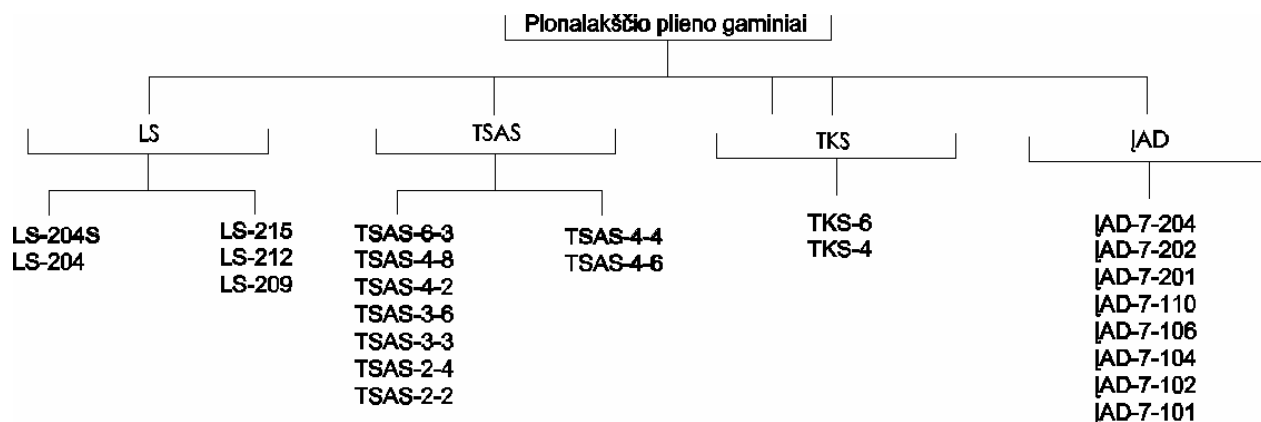 Plonalakščio plieno gaminiai
LS
TSAS
TKS
ĮAD
LS-204S
LS-204
LS-215
LS-212
LS-209
TSAS-6-3
TSAS-4-8
TSAS-4-2
TSAS-3-6
TSAS-3-3
TSAS-2-4
TSAS-2-2
TSAS-4-4
TSAS-4-6
TKS-6
TKS-4
ĮAD-7-204
ĮAD-7-202
ĮAD-7-201
ĮAD-7-110
ĮAD-7-106
ĮAD-7-104
ĮAD-7-102
ĮAD-7-101